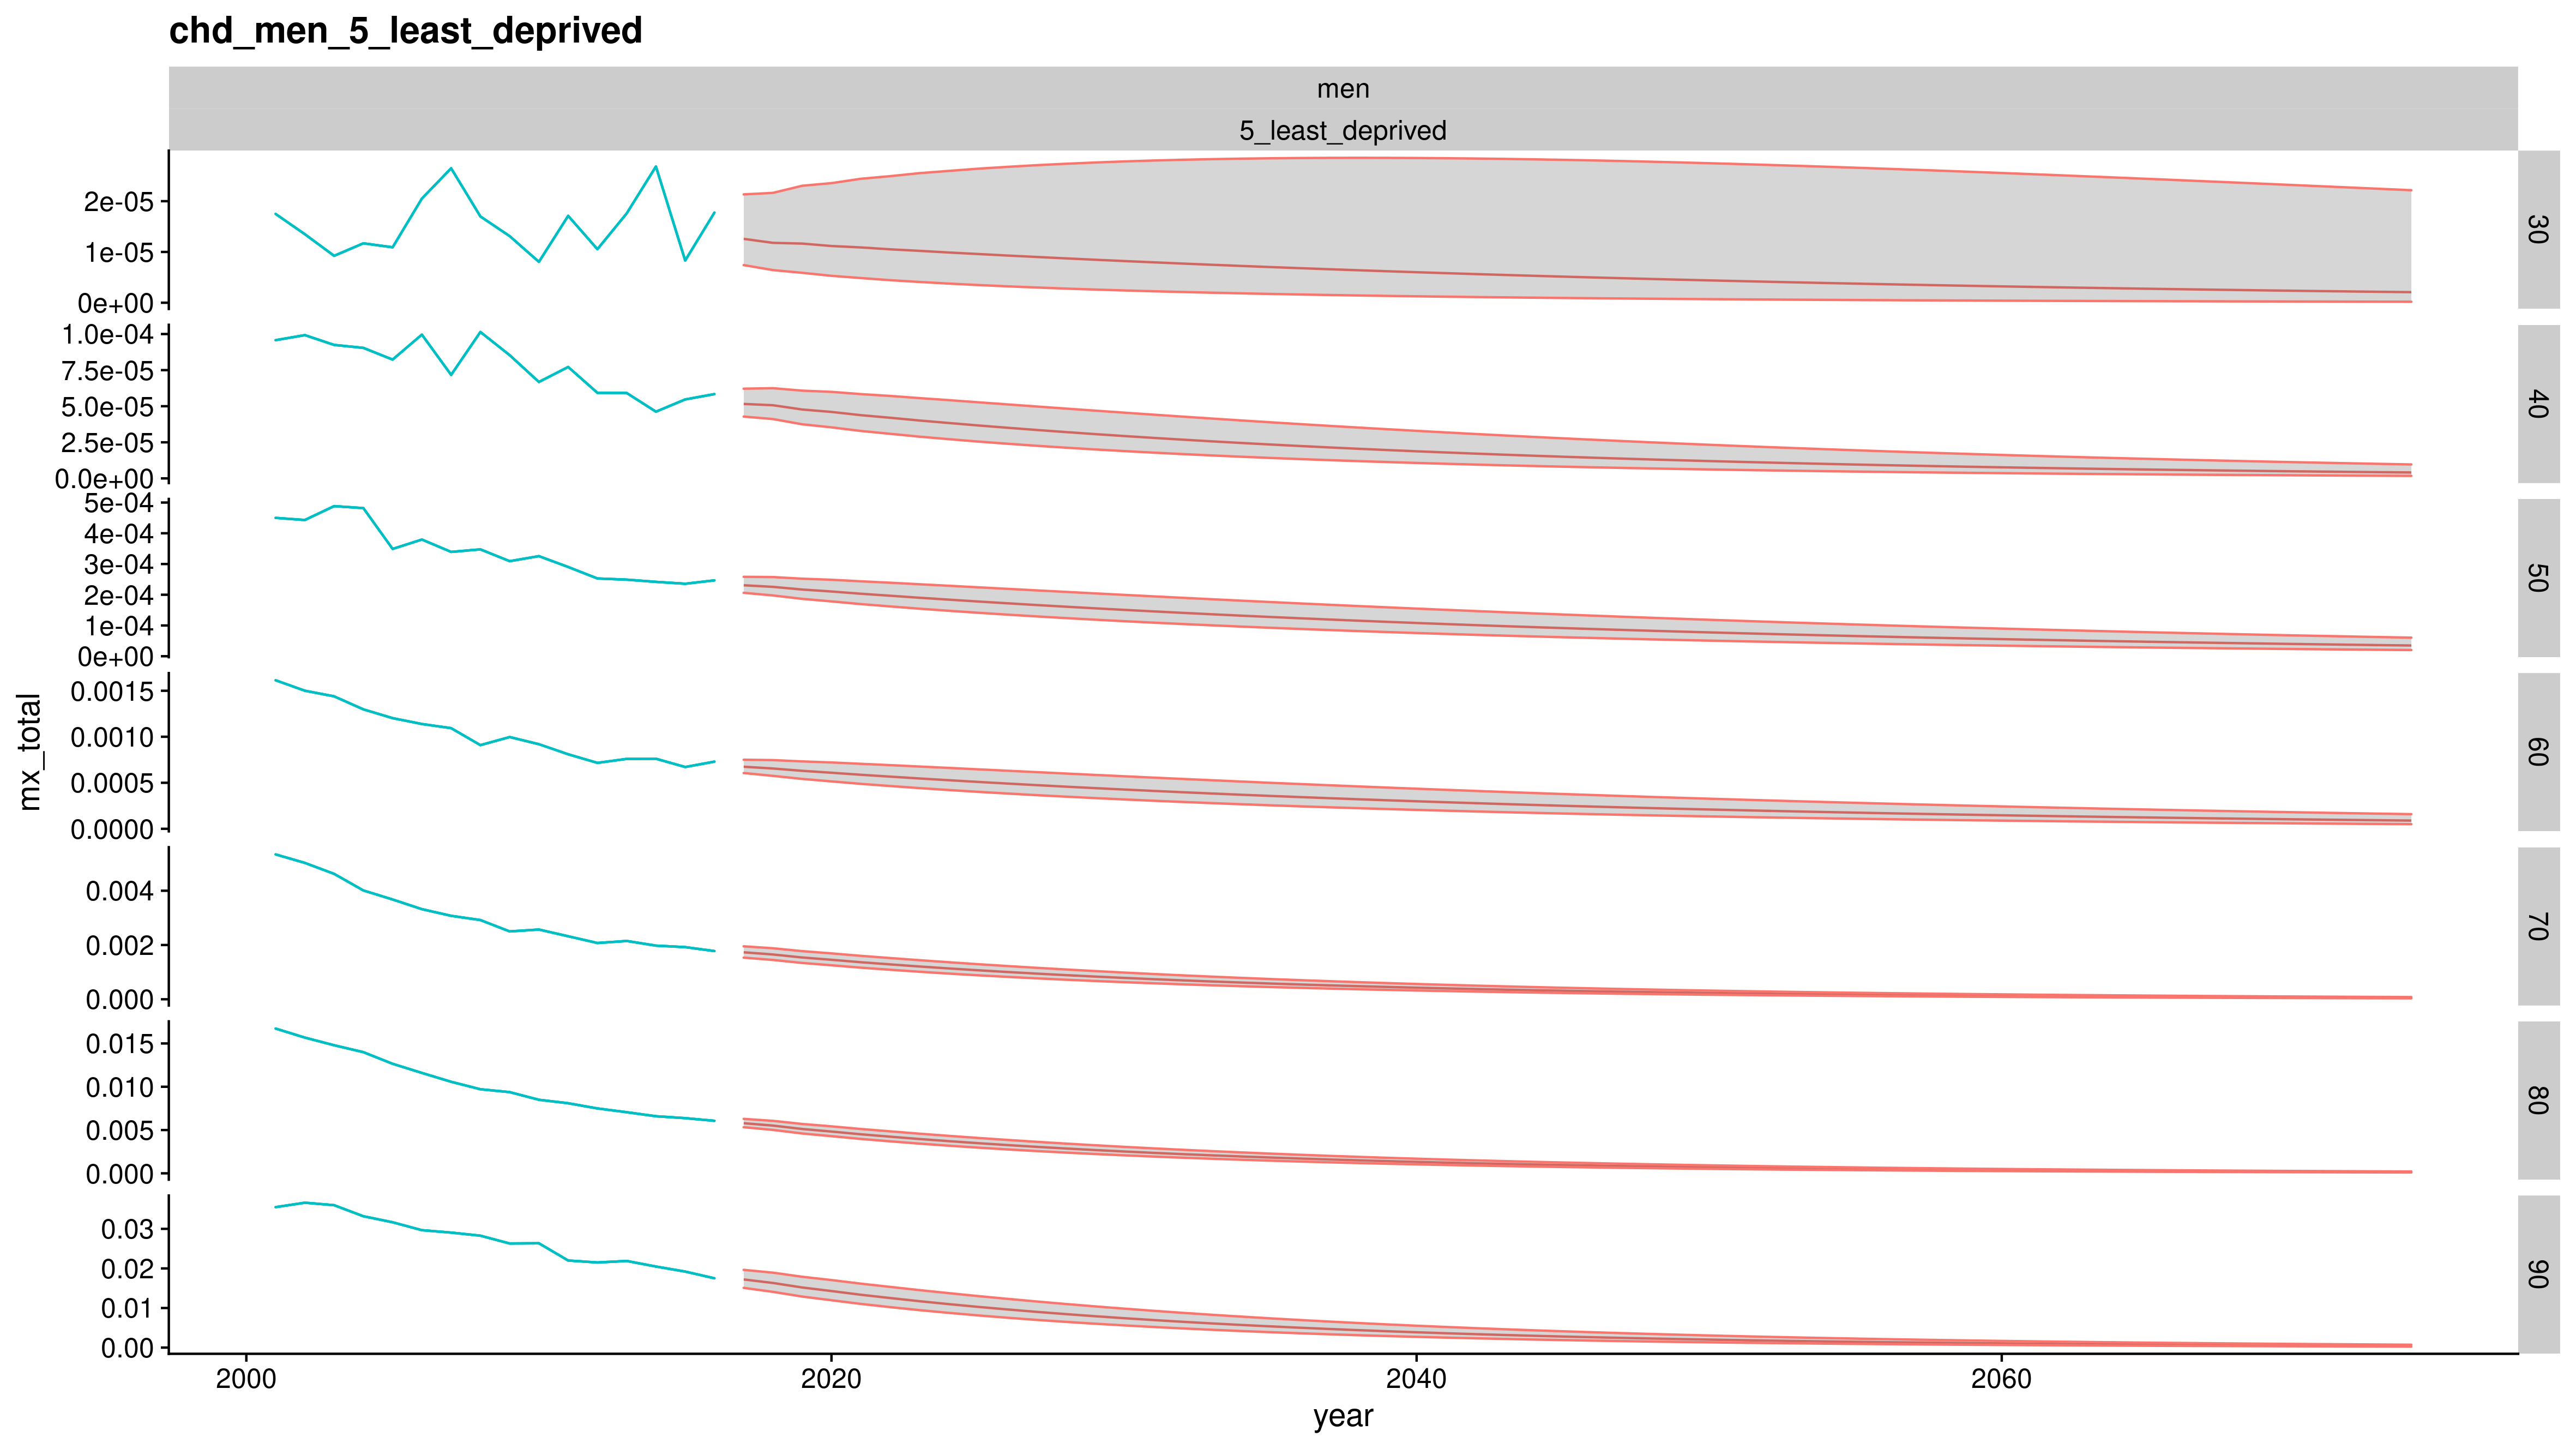 chd_men_5_least_deprived
men
5_least_deprived
2e-05
1e-05
0e+00
30
1.0e-04
7.5e-05
5.0e-05
2.5e-05
0.0e+00
40
5e-04
4e-04
3e-04
2e-04
1e-04
0e+00
50
0.0015
0.0010
0.0005
0.0000
60
0.004
0.002
0.000
70
0.015
0.010
0.005
0.000
80
0.03
0.02
0.01
0.00
90
mx_total
2000 2020 2040 2060
year